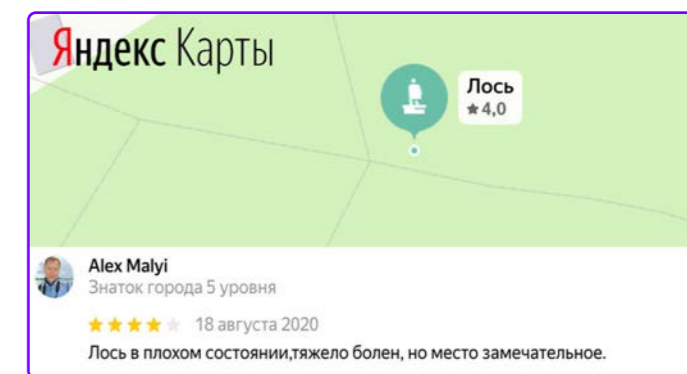 Яндекс Карты
Лось
★4,0
Alex Malyi
Знаток города 5 уровня
18 августа 2020
Лось в плохом состоянии,тяжело болен, но место замечательное.